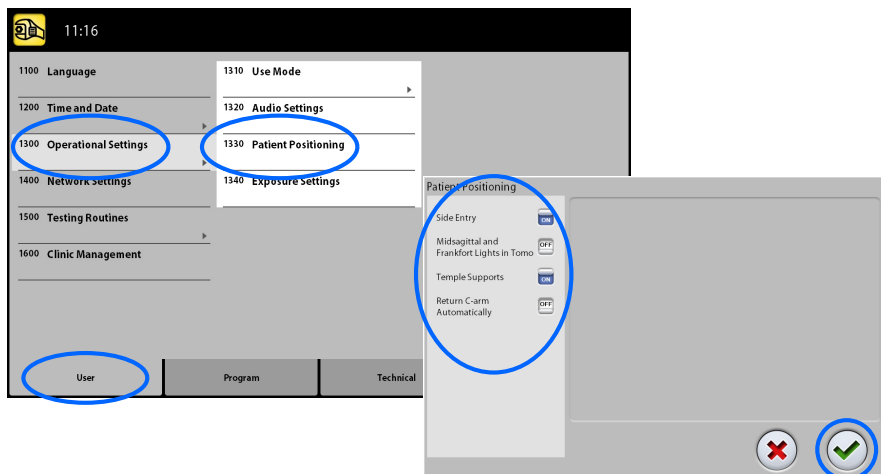 11:16
1100 Language
1200 Time and Date
1300 Operational Settings
1400 Network Settings
1500 Testing Routines
1600 Clinic Management
1310 Use Mode
1320 Audio Settings
1330 Patient Positioning
1340 Exposure Settings
User
Program
Technical
Patient Positioning
Side Entry
ON
Midsagittal and
Frankfort Lights in Tomo
OFF
Temple Supports
ON
Return C-arm
Automatically
OFF